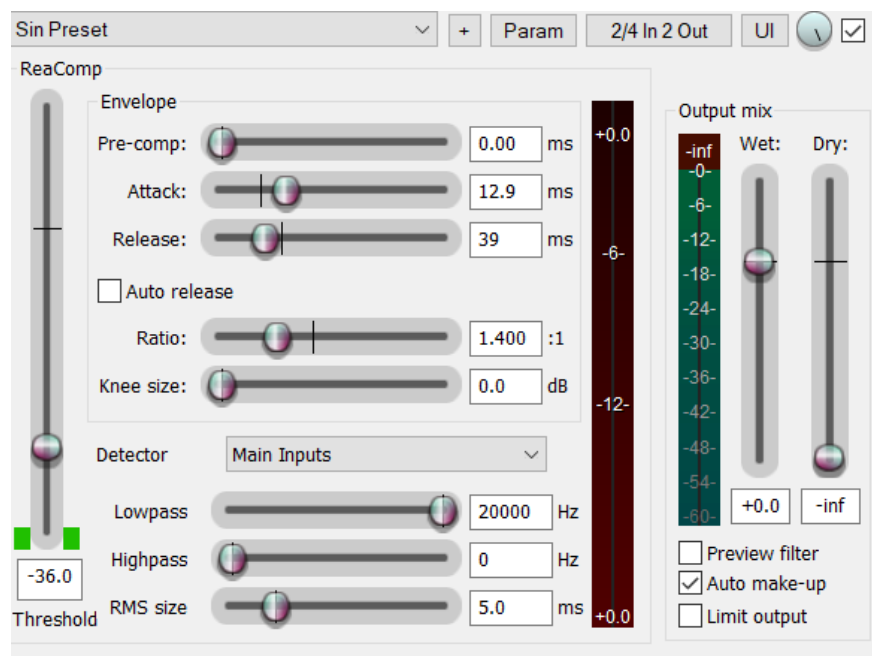 Sin Preset + Param 2/4 In 2 Out UI
ReaComp
Envelope
Pre-comp: 0.00 ms
Attack: 12.9 ms
Release: 39 ms
Auto release
Ratio: 1.400 :1
Knee size: 0.0 dB
Detector Main Inputs
Lowpass 20000 Hz
Highpass 0 Hz
RMS size 5.0 ms
-36.0
Threshold
+0.0
-6-
-12-
+0.0
Output mix
Wet: Dry:
-inf
-0-
-6-
-12-
-18-
-24-
-30-
-36-
-42-
-48-
-54-
-60-
+0.0 -inf
Preview filter
Auto make-up
Limit output